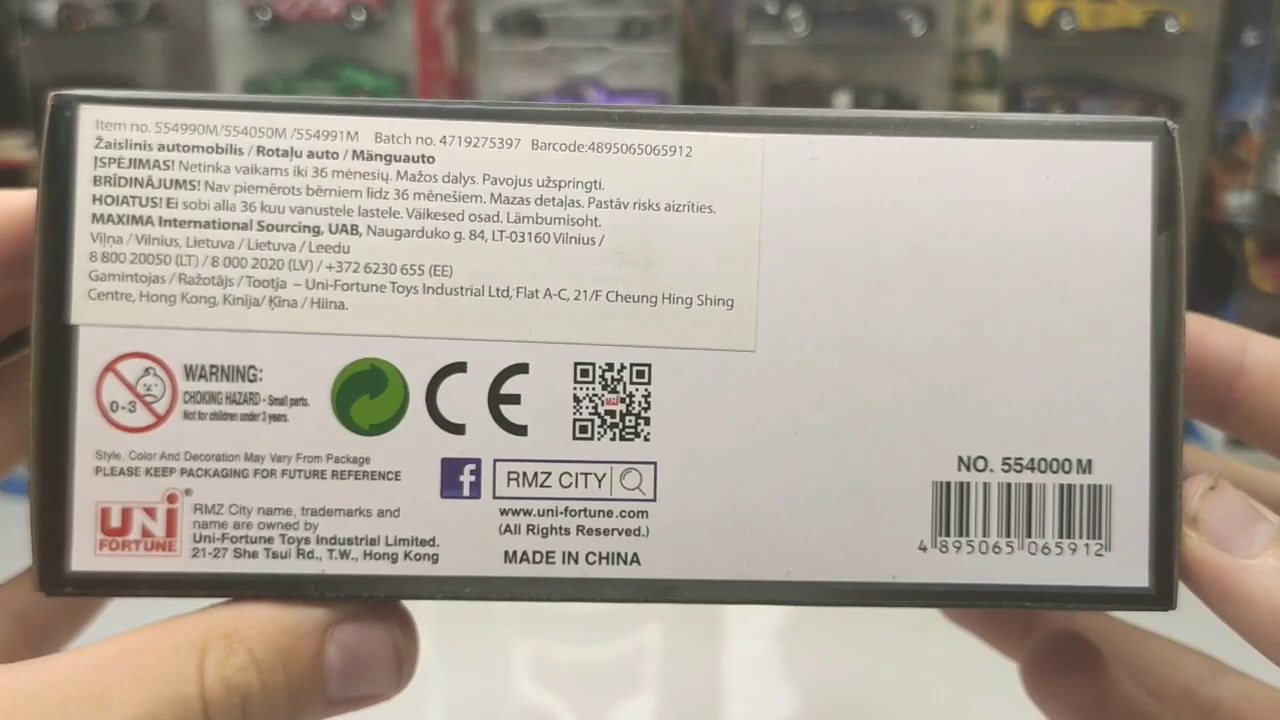 Item no. 554990M/554050M /554991M Batch no. 4719275397 Barcode:4895065065912
Žaislinis automobilis / Rotaļu auto / Mänguauto
ĮSPĖJIMAS! Netinka vaikams iki 36 mėnesių. Mažos dalys. Pavojus užspringti.
BRĪDINĀJUMS! Nav piemērots bērniem līdz 36 mēnešiem. Mazas detaļas. Pastāv risks aizrīties.
HOIATUS! Ei sobi alla 36 kuu vanustele lastele. Väikesed osad. Lämbumisoht.
MAXIMA International Sourcing, UAB, Naugarduko g. 84, LT-03160 Vilnius /
Viļņa / Vilnius, Lietuva / Lietuva / Leedu
8 800 20050 (LT) / 8 000 2020 (LV) / +372 6230 655 (EE)
Gamintojas / Ražotājs / Tootja – Uni-Fortune Toys Industrial Ltd, Flat A-C, 21/F Cheung Hing Shing
Centre, Hong Kong, Kinija/ Ķīna / Hiina.
0-3
WARNING:
CHOKING HAZARD - Small parts.
Not for children under 3 years.
CE
Style, Color And Decoration May Vary From Package
PLEASE KEEP PACKAGING FOR FUTURE REFERENCE
UNi FORTUNE ®
RMZ City name, trademarks and
name are owned by
Uni-Fortune Toys Industrial Limited.
21-27 Sha Tsui Rd., T.W., Hong Kong
f
RMZ CITY
www.uni-fortune.com
(All Rights Reserved.)
MADE IN CHINA
NO. 554000M
4 895065 065912